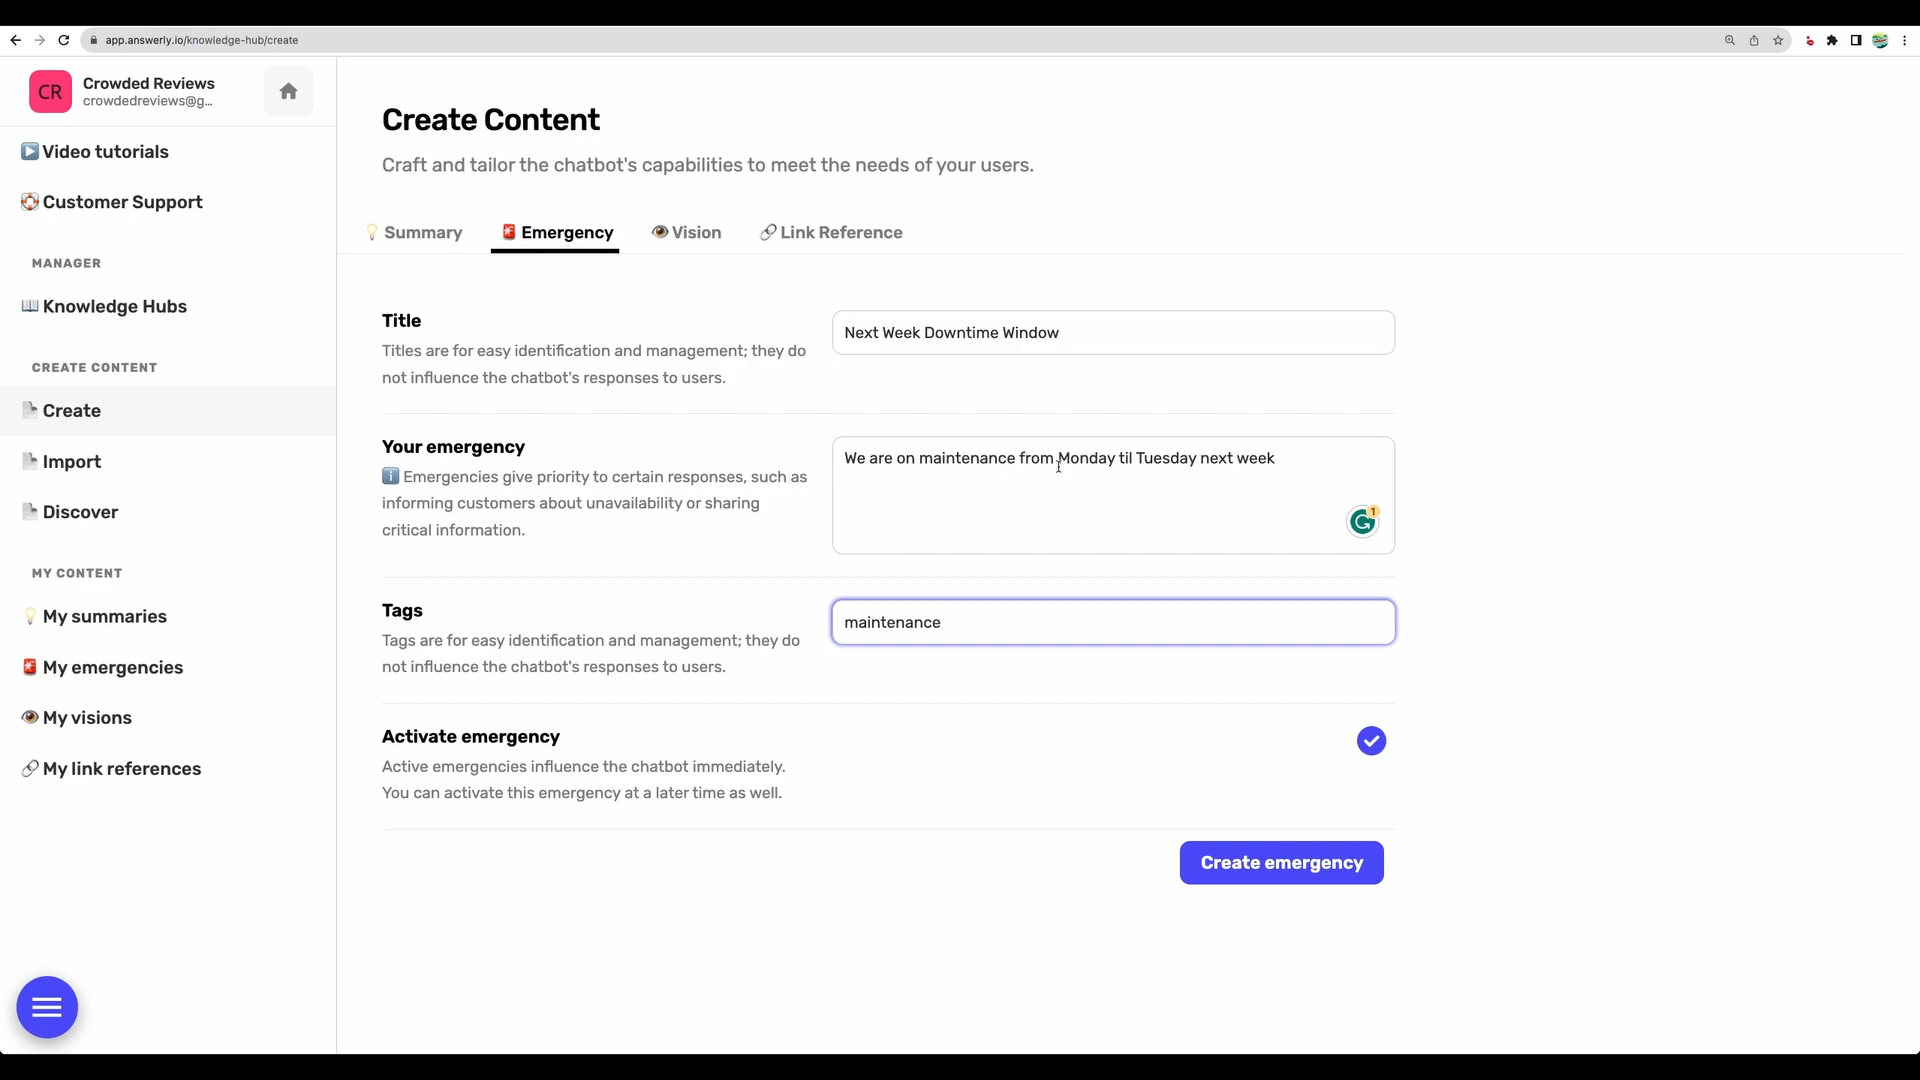 app.answerly.io/knowledge-hub/create
CR
Crowded Reviews
crowdedreviews@g...
Video tutorials
Customer Support
MANAGER
Knowledge Hubs
CREATE CONTENT
Create
Import
Discover
MY CONTENT
My summaries
My emergencies
My visions
My link references
Create Content
Craft and tailor the chatbot's capabilities to meet the needs of your users.
Summary
Emergency
Vision
Link Reference
Title
Titles are for easy identification and management; they do
not influence the chatbot's responses to users.
Next Week Downtime Window
Your emergency
Emergencies give priority to certain responses, such as
informing customers about unavailability or sharing
critical information.
We are on maintenance from Monday til Tuesday next week
1
Tags
Tags are for easy identification and management; they do
not influence the chatbot's responses to users.
maintenance
Activate emergency
Active emergencies influence the chatbot immediately.
You can activate this emergency at a later time as well.
Create emergency